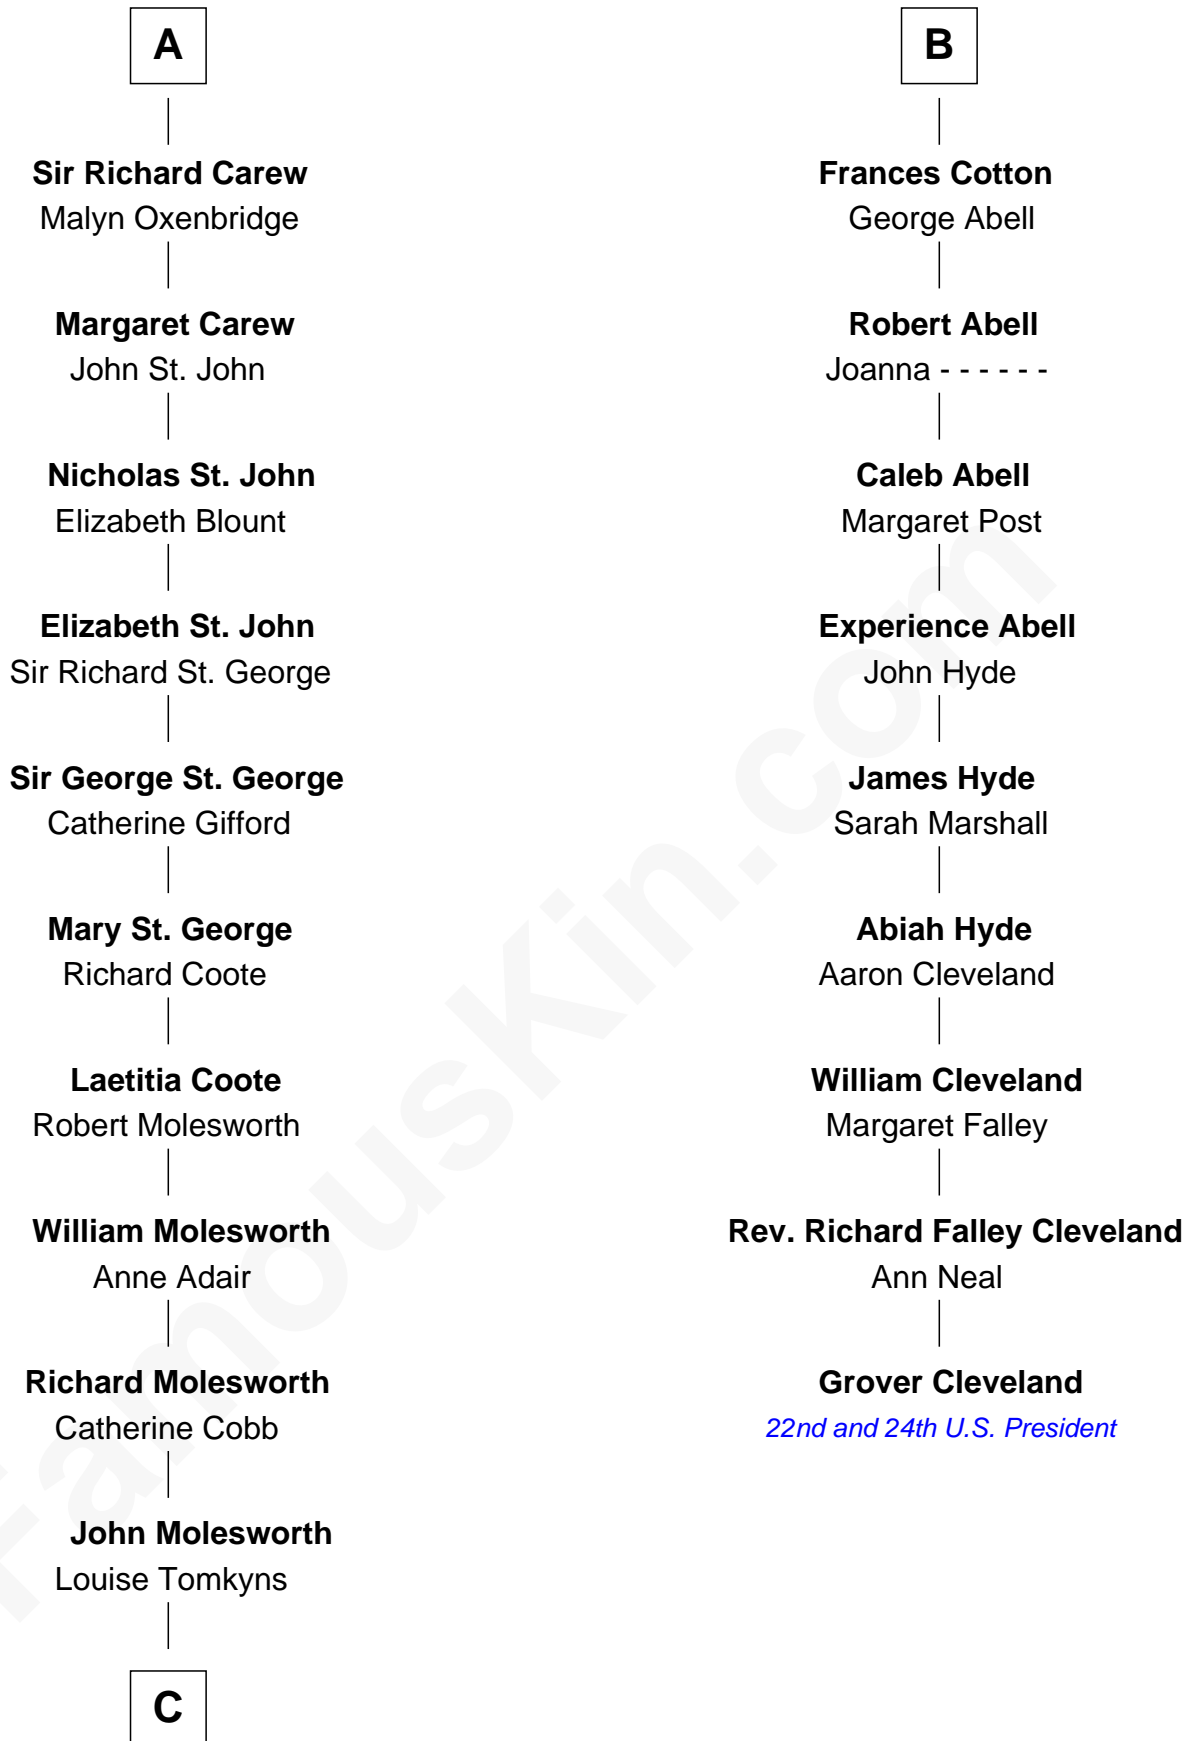 A
Sir Richard Carew
Malyn Oxenbridge
Margaret Carew
John St. John
Nicholas St. John
Elizabeth Blount
Elizabeth St. John
Sir Richard St. George
Sir George St. George
Catherine Gifford
Mary St. George
Richard Coote
Laetitia Coote
Robert Molesworth
William Molesworth
Anne Adair
Richard Molesworth
Catherine Cobb
John Molesworth
Louise Tomkyns
C
B
Frances Cotton
George Abell
Robert Abell
Joanna - - - - - -
Caleb Abell
Margaret Post
Experience Abell
John Hyde
James Hyde
Sarah Marshall
Abiah Hyde
Aaron Cleveland
William Cleveland
Margaret Falley
Rev. Richard Falley Cleveland
Ann Neal
Grover Cleveland
22nd and 24th U.S. President
FamousKin.com